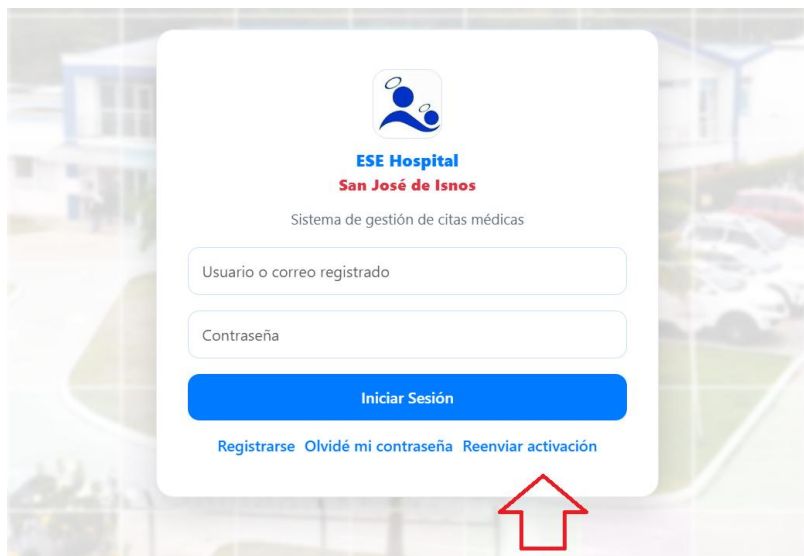 ESE Hospital
San José de Isnos
Sistema de gestión de citas médicas
Usuario o correo registrado
Contraseña
Iniciar Sesión
Registrarse Olvidé mi contraseña Reenviar activación